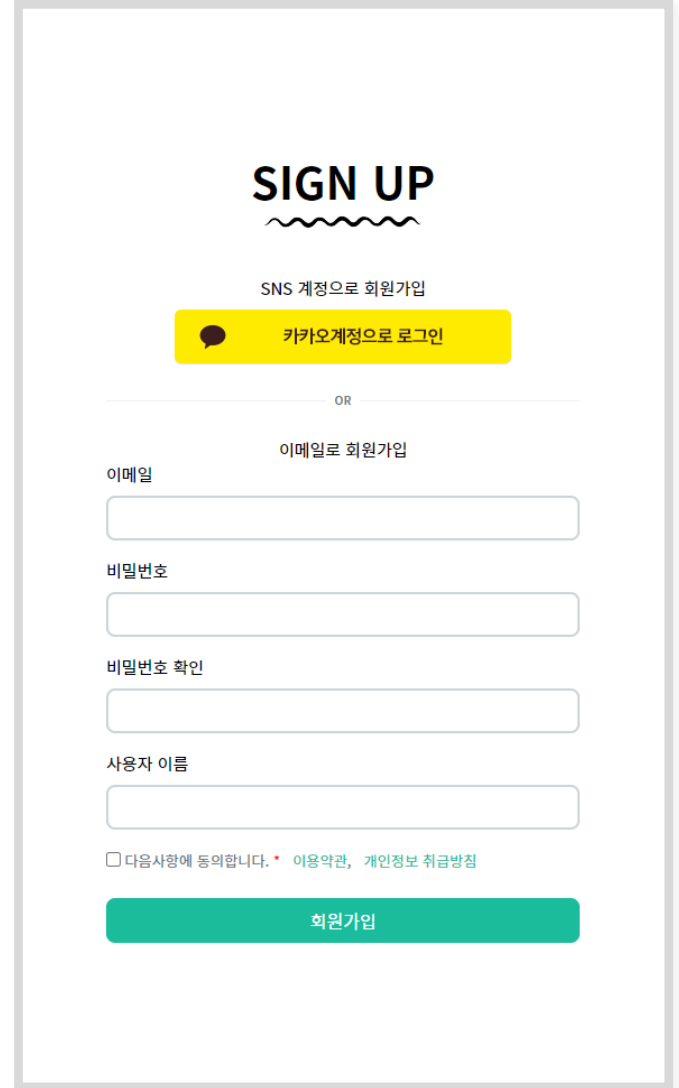 SIGN UP
SNS 계정으로 회원가입
카카오계정으로 로그인
OR
이메일로 회원가입
이메일
비밀번호
비밀번호 확인
사용자 이름
다음사항에 동의합니다. * 이용약관, 개인정보 취급방침
회원가입